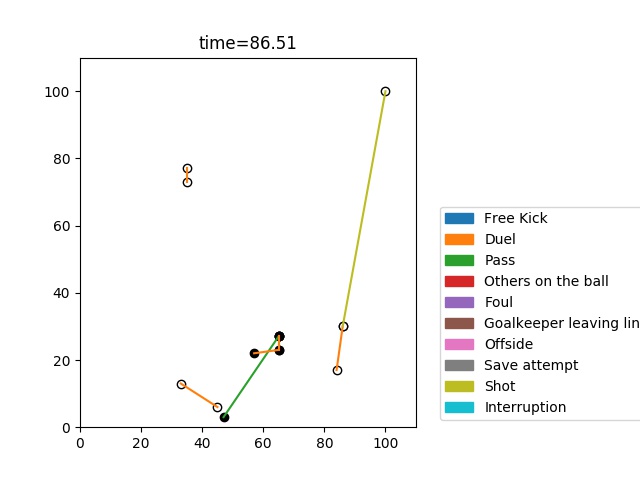 time=86.51
100
80
60
40
20
0
0 20 40 60 80 100
Free Kick
Duel
Pass
Others on the ball
Foul
Goalkeeper leaving lin
Offside
Save attempt
Shot
Interruption